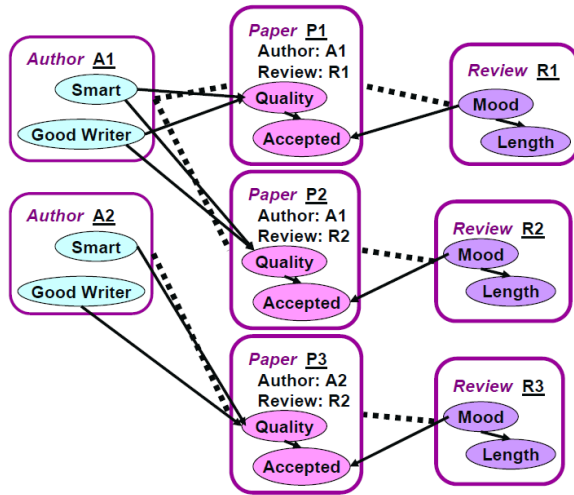 Author A1
Smart
Good Writer
Paper P1
Author: A1
Review: R1
Quality
Accepted
Review R1
Mood
Length
Author A2
Smart
Good Writer
Paper P2
Author: A1
Review: R2
Quality
Accepted
Review R2
Mood
Length
Paper P3
Author: A2
Review: R2
Quality
Accepted
Review R3
Mood
Length